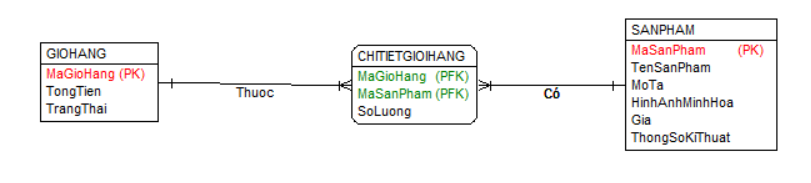 GIOHANG
MaGioHang (PK)
TongTien
TrangThai
Thuoc
CHITIETGIOIHANG
MaGioHang (PFK)
MaSanPham (PFK)
SoLuong
Có
SANPHAM
MaSanPham (PK)
TenSanPham
MoTa
HinhAnhMinhHoa
Gia
ThongSoKiThuat